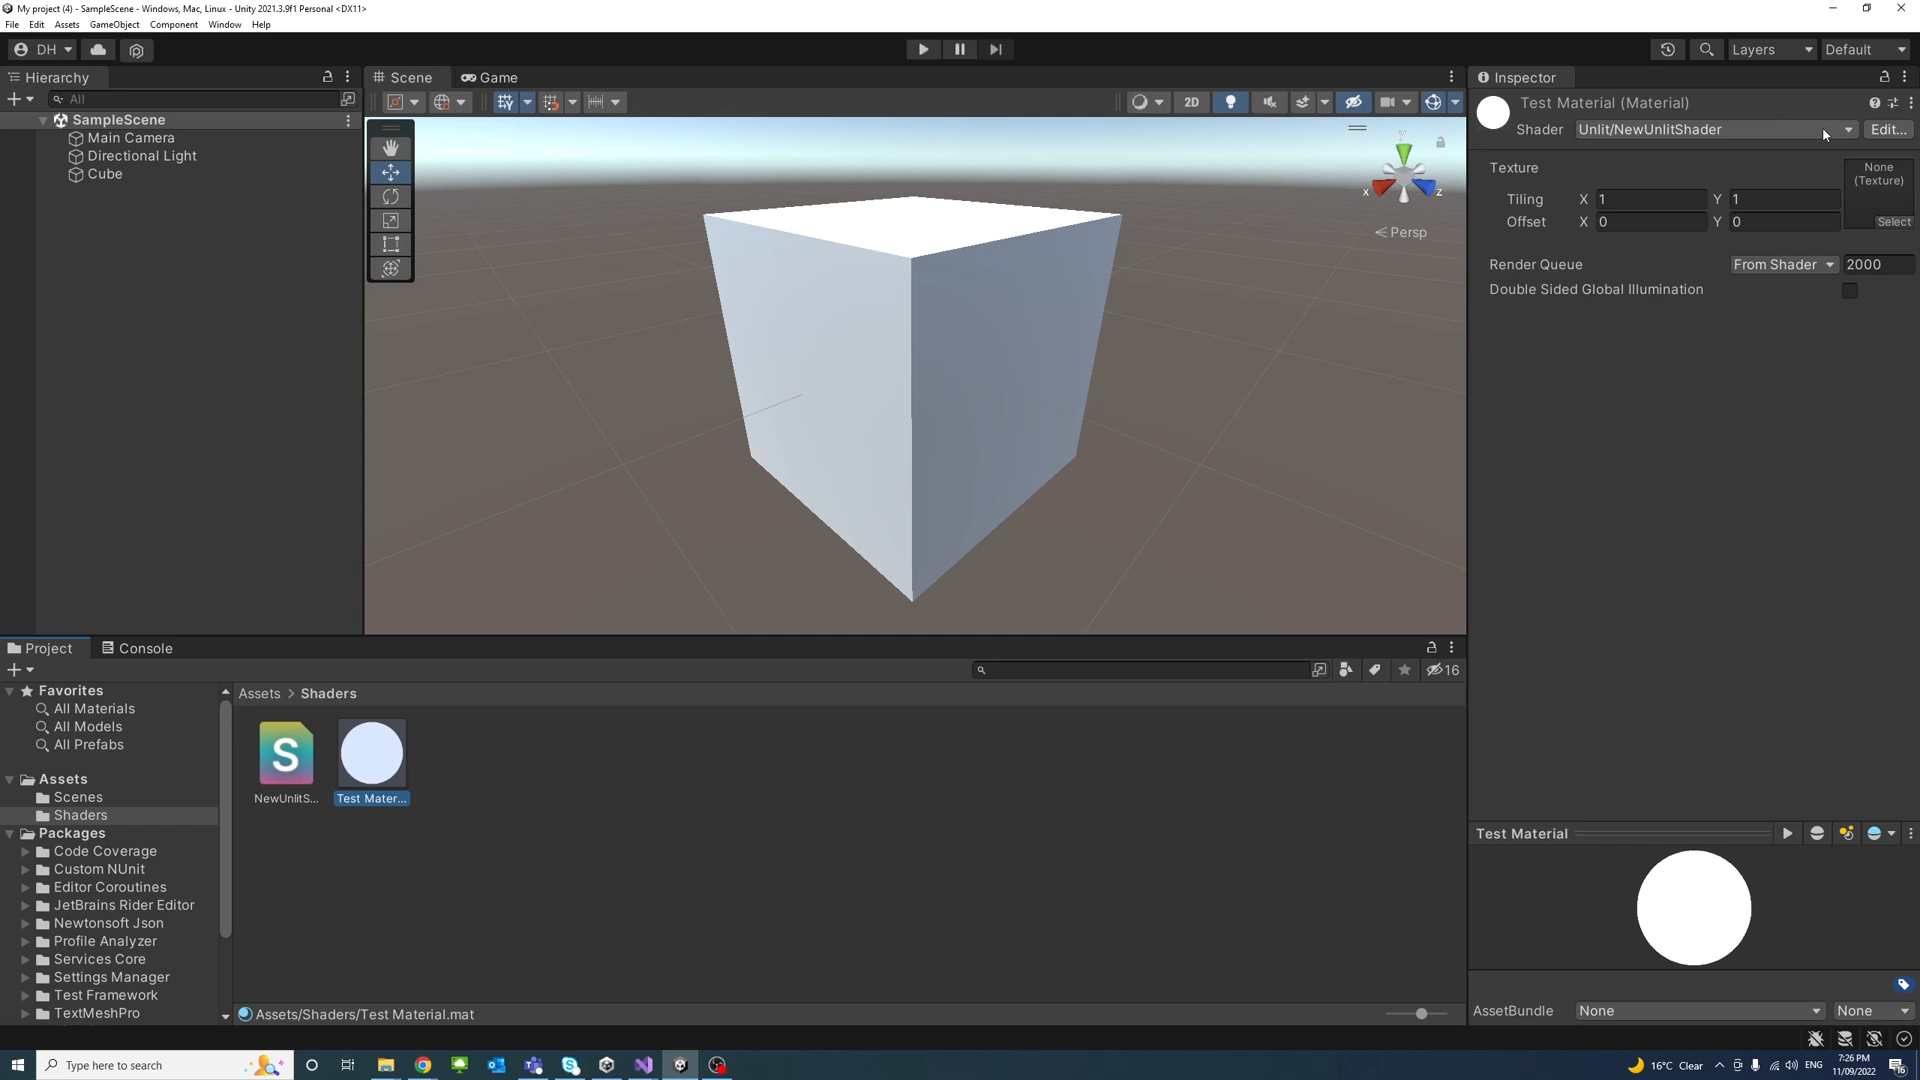 My project (4) - SampleScene - Windows, Mac, Linux - Unity 2021.3.9f1 Personal <DX11>
File Edit Assets GameObject Component Window Help
DH Layers Default
Hierarchy
All
SampleScene
Main Camera
Directional Light
Cube
Scene Game
2D
y
x
z
Persp
Inspector
Test Material (Material)
Shader Unlit/NewUnlitShader Edit...
Texture
None
(Texture)
Tiling X 1 Y 1
Offset X 0 Y 0
Select
Render Queue From Shader 2000
Double Sided Global Illumination
Project Console
16
Favorites
All Materials
All Models
All Prefabs
Assets
Scenes
Shaders
Packages
Code Coverage
Custom NUnit
Editor Coroutines
JetBrains Rider Editor
Newtonsoft Json
Profile Analyzer
Services Core
Settings Manager
Test Framework
TextMeshPro
Assets > Shaders
S
NewUnlitS... Test Mater...
Assets/Shaders/Test Material.mat
Test Material
AssetBundle None None
Type here to search
16°C Clear ENG
7:26 PM
11/09/2022
16